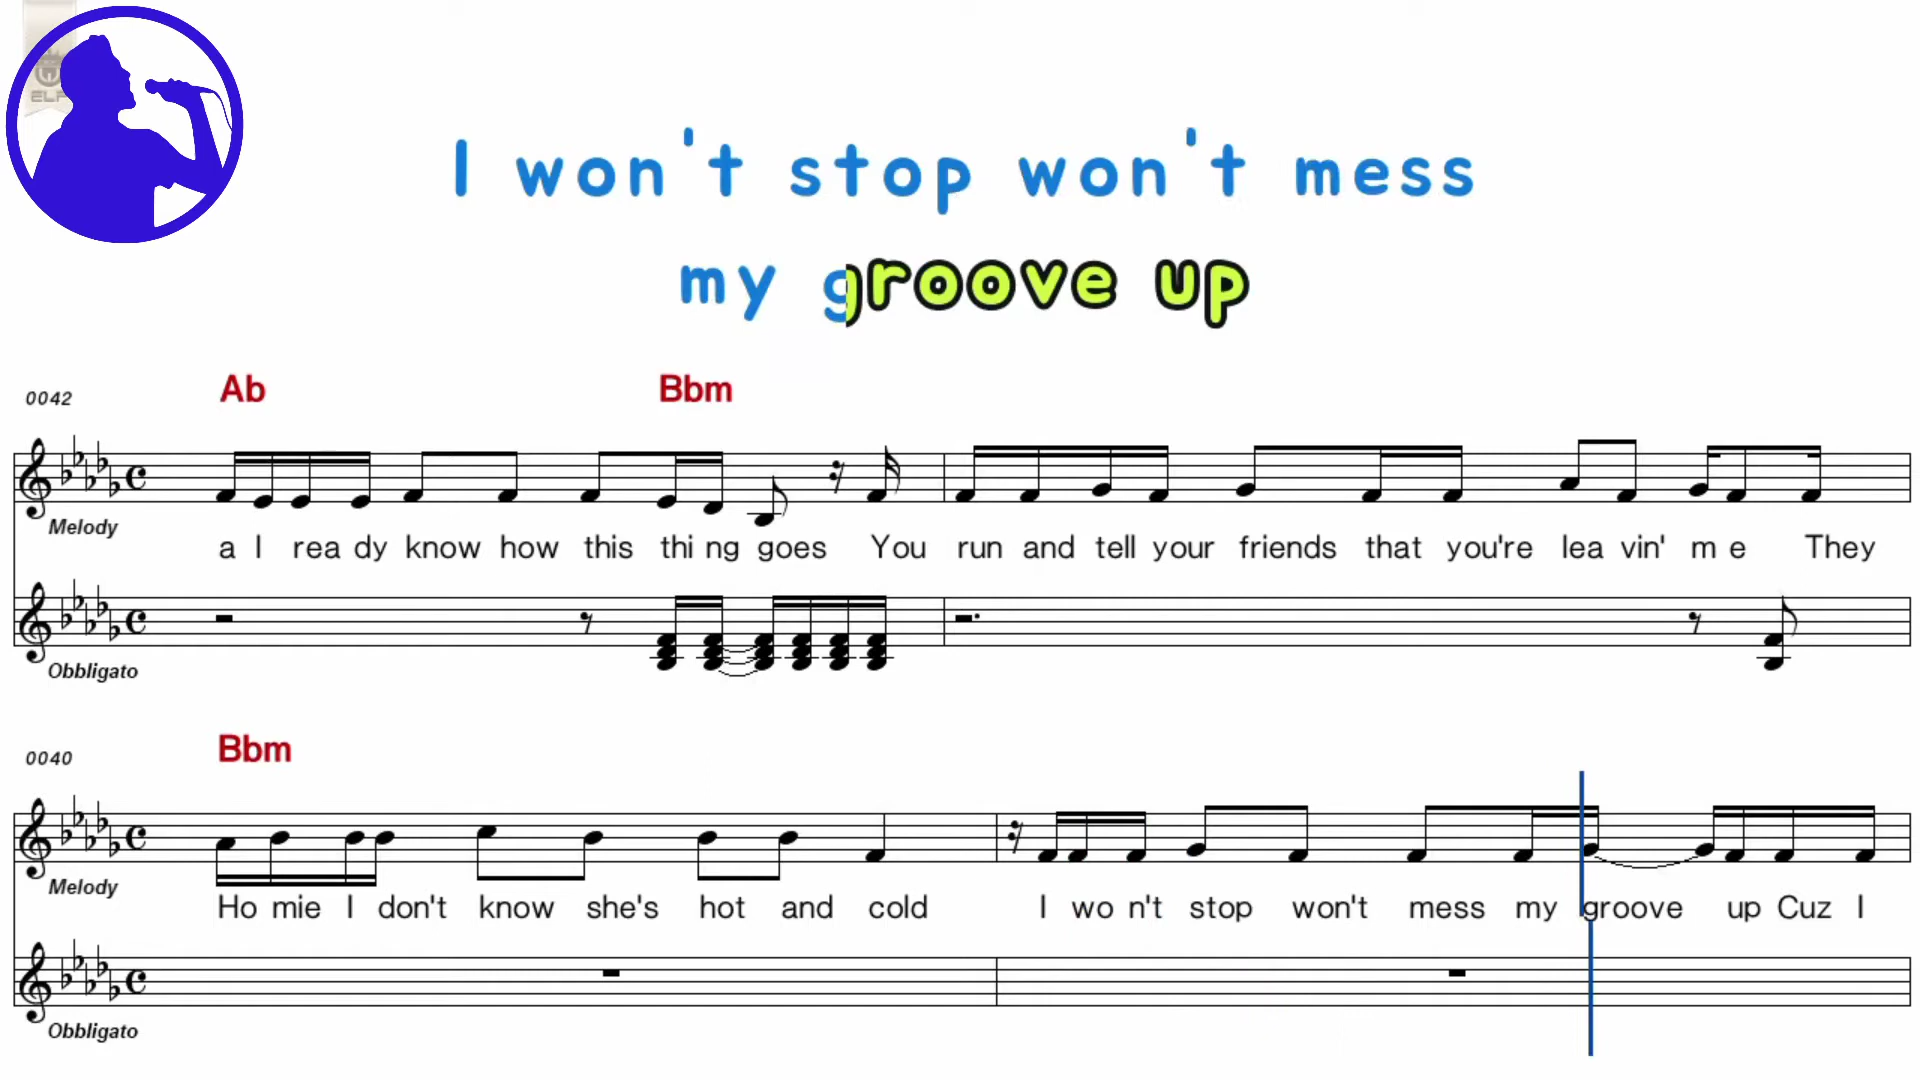 ELF
I won't stop won't mess
my groove up
0042 Ab Bbm
Melody
a l rea dy know how this thi ng goes You run and tell your friends that you're lea vin' m e They
Obbligato
0040 Bbm
Melody
Ho mie I don't know she's hot and cold I wo n't stop won't mess my groove up Cuz I
Obbligato